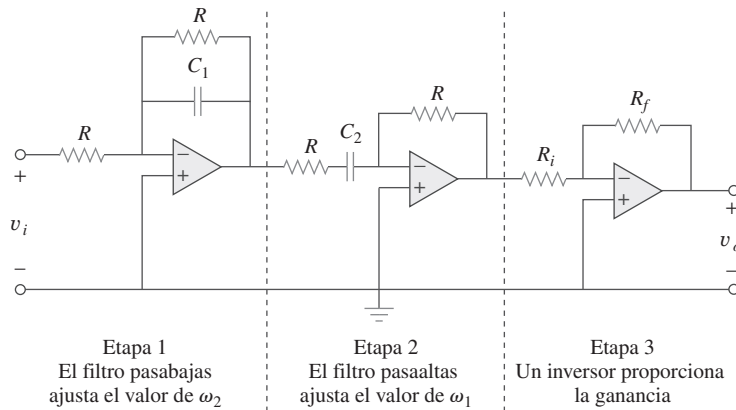 R
C1
R
R
C2
R
Ri
Rf
−
+
−
+
−
+
+
vi
−
+
−
Etapa 1
El filtro pasabajas
ajusta el valor de ω2
Etapa 2
El filtro pasaaltas
ajusta el valor de ω1
Etapa 3
Un inversor proporciona
la ganancia